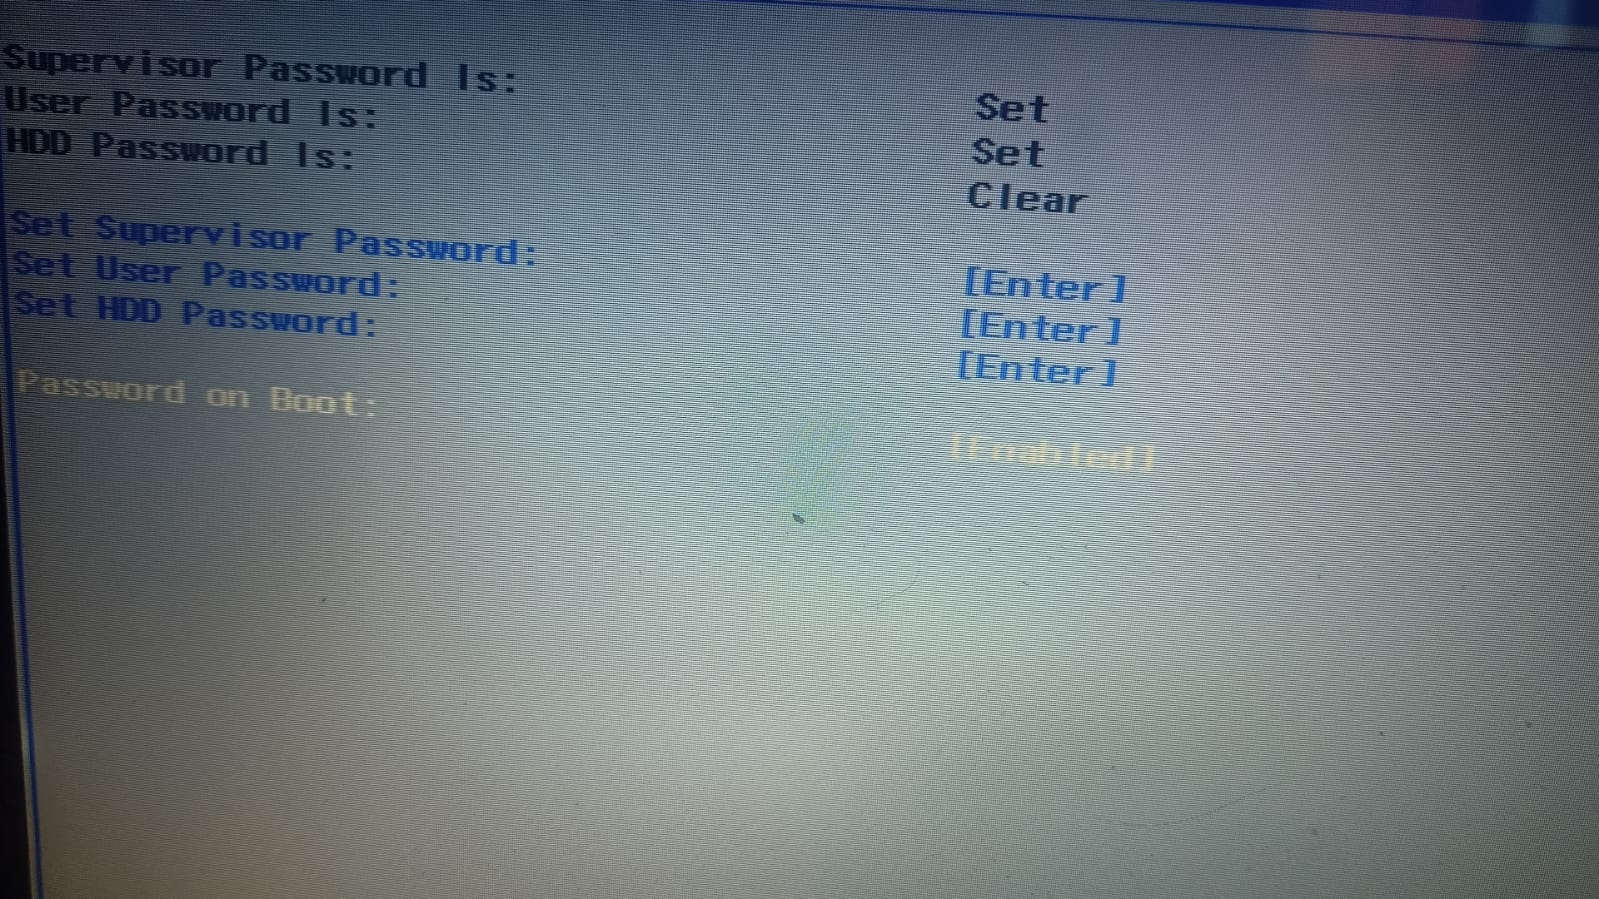 Supervisor Password Is: Set
User Password Is: Set
HDD Password Is: Clear
Set Supervisor Password: [Enter]
Set User Password: [Enter]
Set HDD Password: [Enter]
Password on Boot: [Enabled]